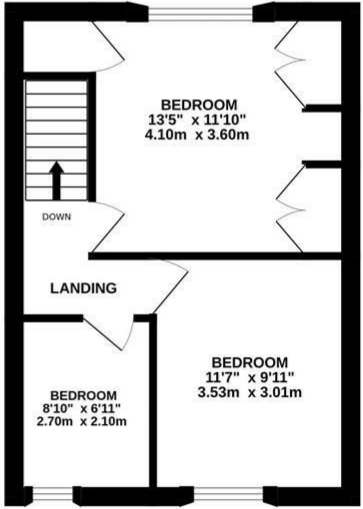 BEDROOM
13'5" x 11'10"
4.10m x 3.60m
DOWN
LANDING
BEDROOM
11'7" x 9'11"
3.53m x 3.01m
BEDROOM
8'10" x 6'11"
2.70m x 2.10m